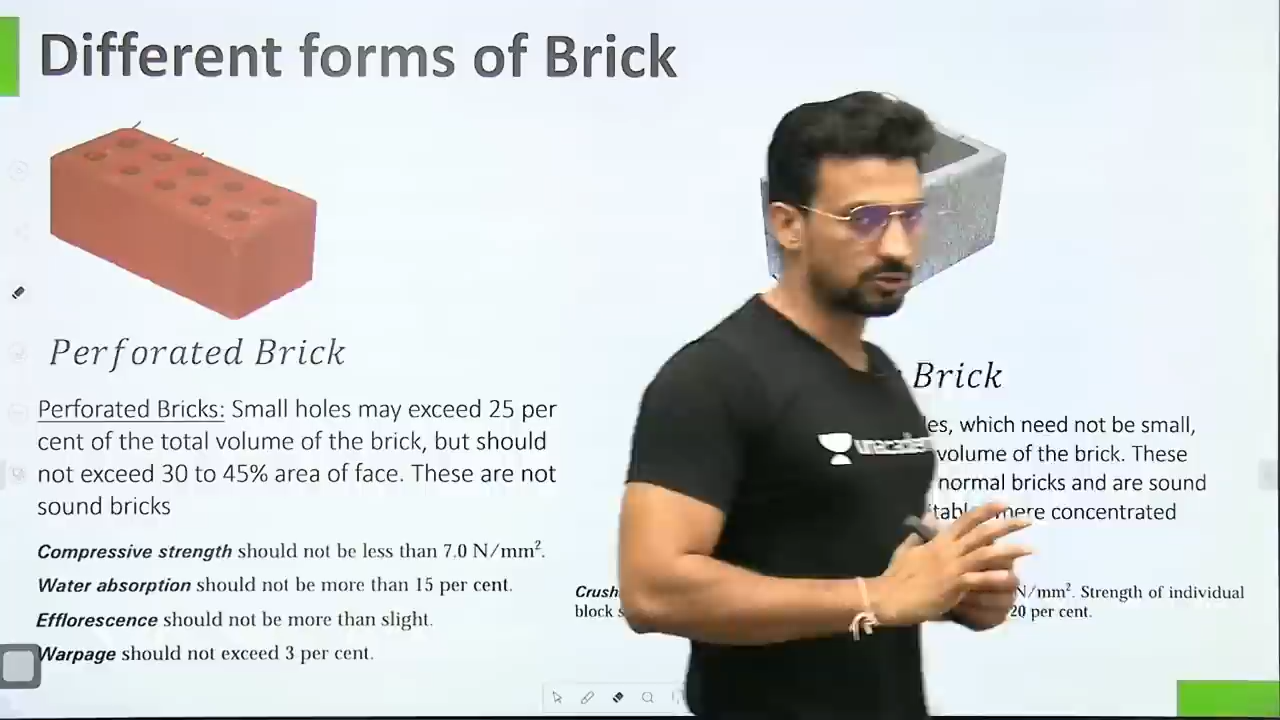 Different forms of Brick
Perforated Brick
Perforated Bricks: Small holes may exceed 25 per
cent of the total volume of the brick, but should
not exceed 30 to 45% area of face. These are not
sound bricks
Compressive strength should not be less than 7.0 N/mm².
Water absorption should not be more than 15 per cent.
Efflorescence should not be more than slight.
Warpage should not exceed 3 per cent.
Brick
which need not be small,
volume of the brick. These
normal bricks and are sound
concentrated
N/mm². Strength of individual
block 20 per cent.